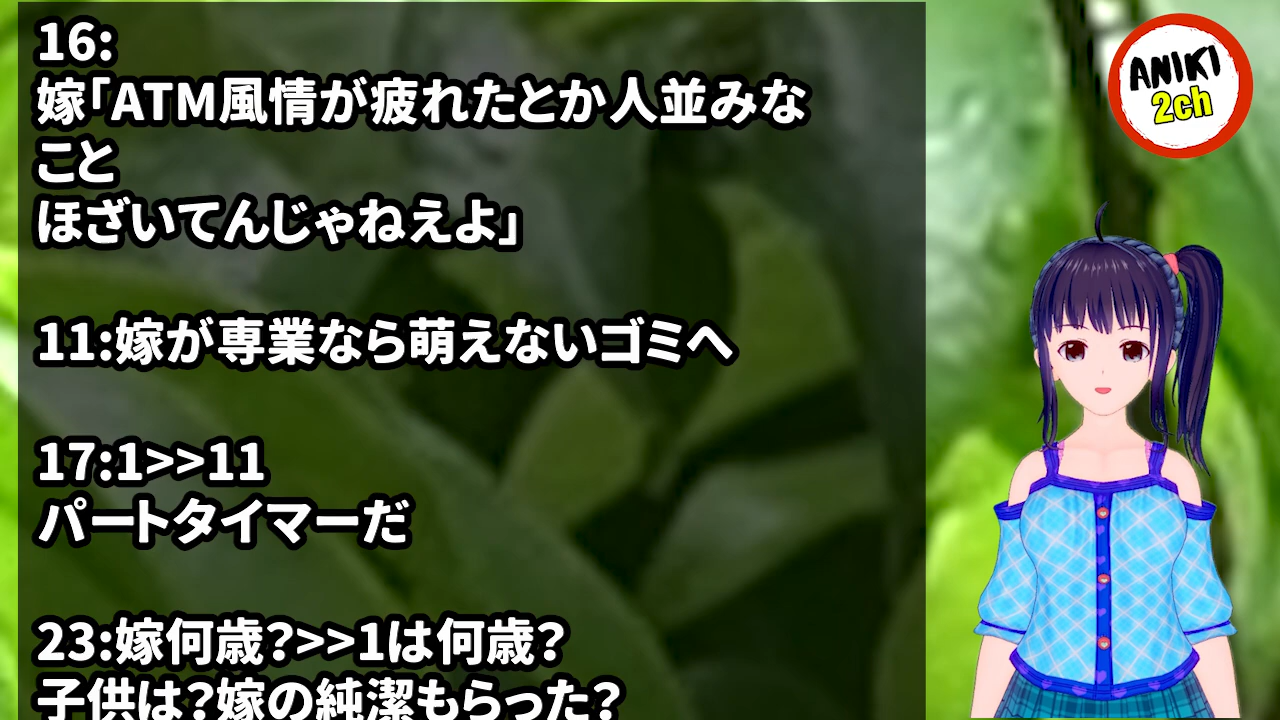 16:
嫁「ATM風情が疲れたとか人並みな
こと
ほざいてんじゃねえよ」
11:嫁が専業なら萌えないゴミへ
17:1>>11
パートタイマーだ
23:嫁何歳?>>1は何歳?
子供は?嫁の純潔もらった?
ANIKI
2ch